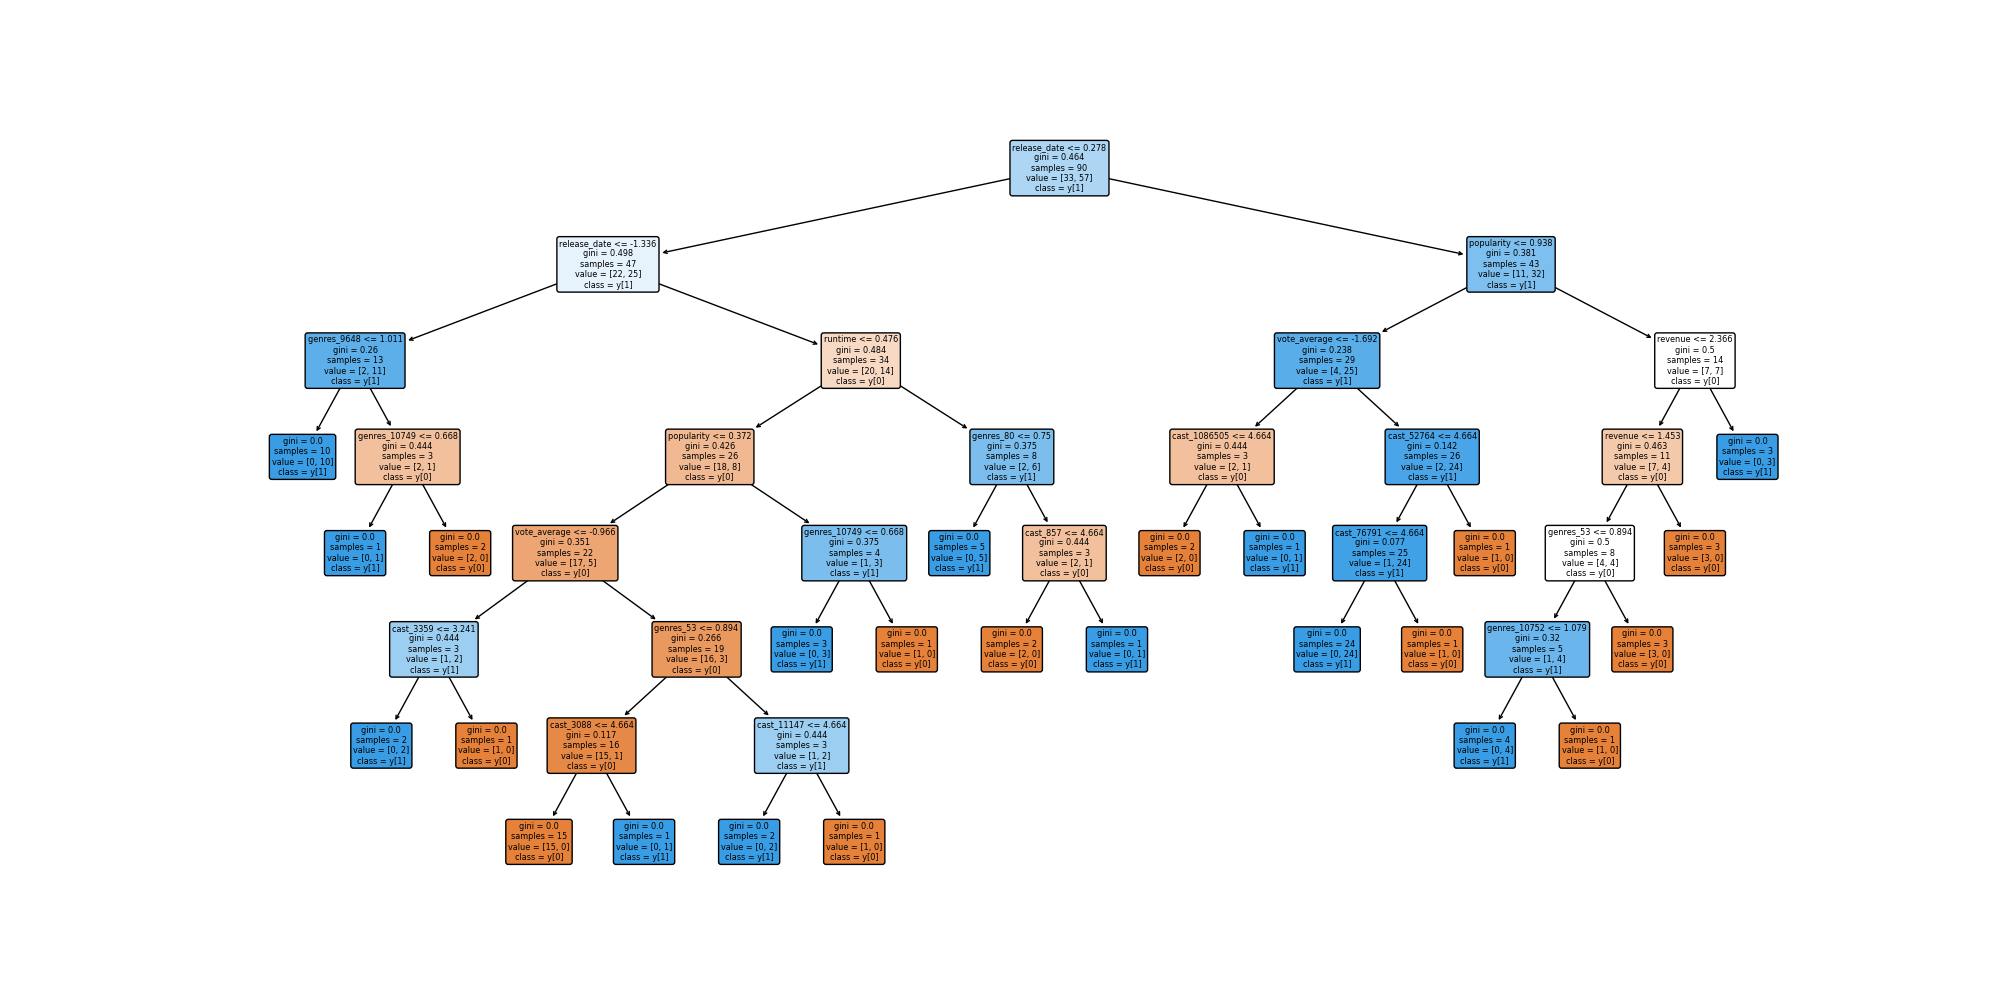 release_date <= 0.278
gini = 0.464
samples = 90
value = [33, 57]
class = y[1]
release_date <= -1.336
gini = 0.498
samples = 47
value = [22, 25]
class = y[1]
popularity <= 0.938
gini = 0.381
samples = 43
value = [11, 32]
class = y[1]
genres_9648 <= 1.011
gini = 0.26
samples = 13
value = [2, 11]
class = y[1]
runtime <= 0.476
gini = 0.484
samples = 34
value = [20, 14]
class = y[0]
vote_average <= -1.692
gini = 0.238
samples = 29
value = [4, 25]
class = y[1]
revenue <= 2.366
gini = 0.5
samples = 14
value = [7, 7]
class = y[0]
gini = 0.0
samples = 10
value = [0, 10]
class = y[1]
genres_10749 <= 0.668
gini = 0.444
samples = 3
value = [2, 1]
class = y[0]
popularity <= 0.372
gini = 0.426
samples = 26
value = [18, 8]
class = y[0]
genres_80 <= 0.75
gini = 0.375
samples = 8
value = [2, 6]
class = y[1]
cast_1086505 <= 4.664
gini = 0.444
samples = 3
value = [2, 1]
class = y[0]
cast_52764 <= 4.664
gini = 0.142
samples = 26
value = [2, 24]
class = y[1]
revenue <= 1.453
gini = 0.463
samples = 11
value = [7, 4]
class = y[0]
gini = 0.0
samples = 3
value = [0, 3]
class = y[1]
gini = 0.0
samples = 1
value = [0, 1]
class = y[1]
gini = 0.0
samples = 2
value = [2, 0]
class = y[0]
vote_average <= -0.966
gini = 0.351
samples = 22
value = [17, 5]
class = y[0]
genres_10749 <= 0.668
gini = 0.375
samples = 4
value = [1, 3]
class = y[1]
gini = 0.0
samples = 5
value = [0, 5]
class = y[1]
cast_857 <= 4.664
gini = 0.444
samples = 3
value = [2, 1]
class = y[0]
gini = 0.0
samples = 2
value = [2, 0]
class = y[0]
gini = 0.0
samples = 1
value = [0, 1]
class = y[1]
cast_76791 <= 4.664
gini = 0.077
samples = 25
value = [1, 24]
class = y[1]
gini = 0.0
samples = 1
value = [1, 0]
class = y[0]
genres_53 <= 0.894
gini = 0.5
samples = 8
value = [4, 4]
class = y[0]
gini = 0.0
samples = 3
value = [3, 0]
class = y[0]
cast_3359 <= 3.241
gini = 0.444
samples = 3
value = [1, 2]
class = y[1]
genres_53 <= 0.894
gini = 0.266
samples = 19
value = [16, 3]
class = y[0]
gini = 0.0
samples = 3
value = [0, 3]
class = y[1]
gini = 0.0
samples = 1
value = [1, 0]
class = y[0]
gini = 0.0
samples = 2
value = [2, 0]
class = y[0]
gini = 0.0
samples = 1
value = [0, 1]
class = y[1]
gini = 0.0
samples = 24
value = [0, 24]
class = y[1]
gini = 0.0
samples = 1
value = [1, 0]
class = y[0]
genres_10752 <= 1.079
gini = 0.32
samples = 5
value = [1, 4]
class = y[1]
gini = 0.0
samples = 3
value = [3, 0]
class = y[0]
gini = 0.0
samples = 2
value = [0, 2]
class = y[1]
gini = 0.0
samples = 1
value = [1, 0]
class = y[0]
cast_3088 <= 4.664
gini = 0.117
samples = 16
value = [15, 1]
class = y[0]
cast_11147 <= 4.664
gini = 0.444
samples = 3
value = [1, 2]
class = y[1]
gini = 0.0
samples = 4
value = [0, 4]
class = y[1]
gini = 0.0
samples = 1
value = [1, 0]
class = y[0]
gini = 0.0
samples = 15
value = [15, 0]
class = y[0]
gini = 0.0
samples = 1
value = [0, 1]
class = y[1]
gini = 0.0
samples = 2
value = [0, 2]
class = y[1]
gini = 0.0
samples = 1
value = [1, 0]
class = y[0]